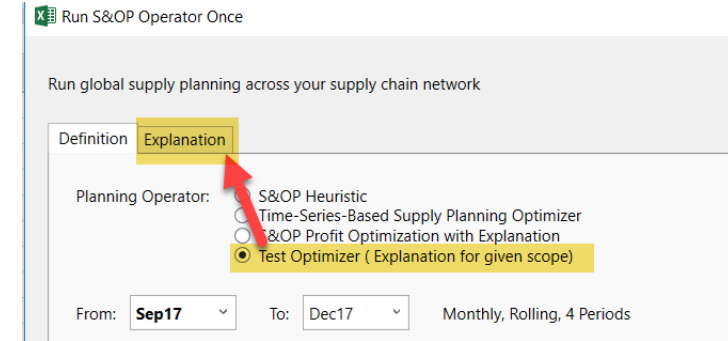 Run S&OP Operator Once
Run global supply planning across your supply chain network
Definition Explanation
Planning Operator: S&OP Heuristic
Time-Series-Based Supply Planning Optimizer
S&OP Profit Optimization with Explanation
Test Optimizer ( Explanation for given scope)
From: Sep17 To: Dec17 Monthly, Rolling, 4 Periods